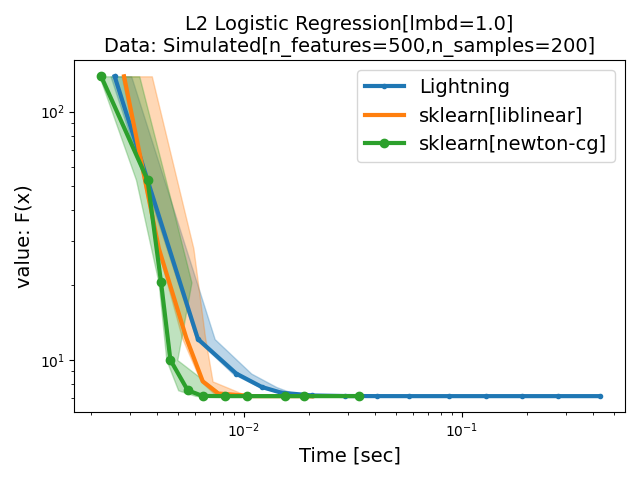 L2 Logistic Regression[lmbd=1.0]
Data: Simulated[n_features=500,n_samples=200]
Lightning
sklearn[liblinear]
sklearn[newton-cg]
value: F(x)
10²
10¹
10⁻²
10⁻¹
Time [sec]